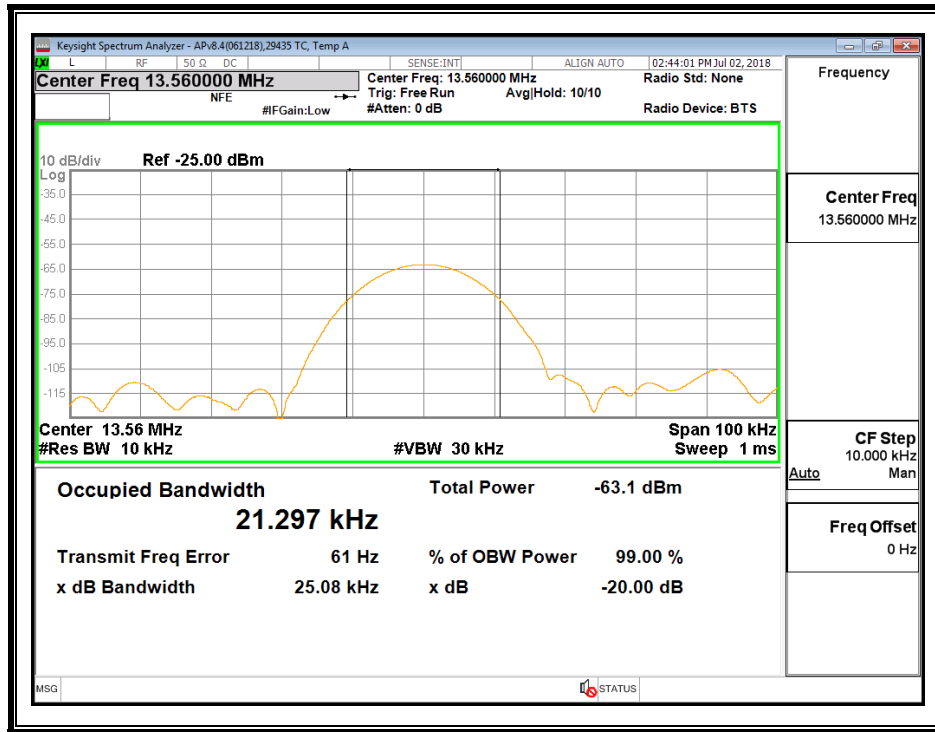 Keysight Spectrum Analyzer - APv8.4(061218),29435 TC, Temp A
LXI L RF 50 Ω DC SENSE:INT ALIGN AUTO 02:44:01 PM Jul 02, 2018
Center Freq 13.560000 MHz
NFE
#IFGain:Low
Center Freq: 13.560000 MHz
Trig: Free Run Avg|Hold: 10/10
#Atten: 0 dB
Radio Std: None
Radio Device: BTS
10 dB/div Ref -25.00 dBm
Log
-35.0
-45.0
-55.0
-65.0
-75.0
-85.0
-95.0
-105
-115
Center 13.56 MHz Span 100 kHz
#Res BW 10 kHz #VBW 30 kHz Sweep 1 ms
Occupied Bandwidth Total Power -63.1 dBm
21.297 kHz
Transmit Freq Error 61 Hz % of OBW Power 99.00 %
x dB Bandwidth 25.08 kHz x dB -20.00 dB
Frequency
Center Freq
13.560000 MHz
CF Step
10.000 kHz
Auto Man
Freq Offset
0 Hz
MSG STATUS